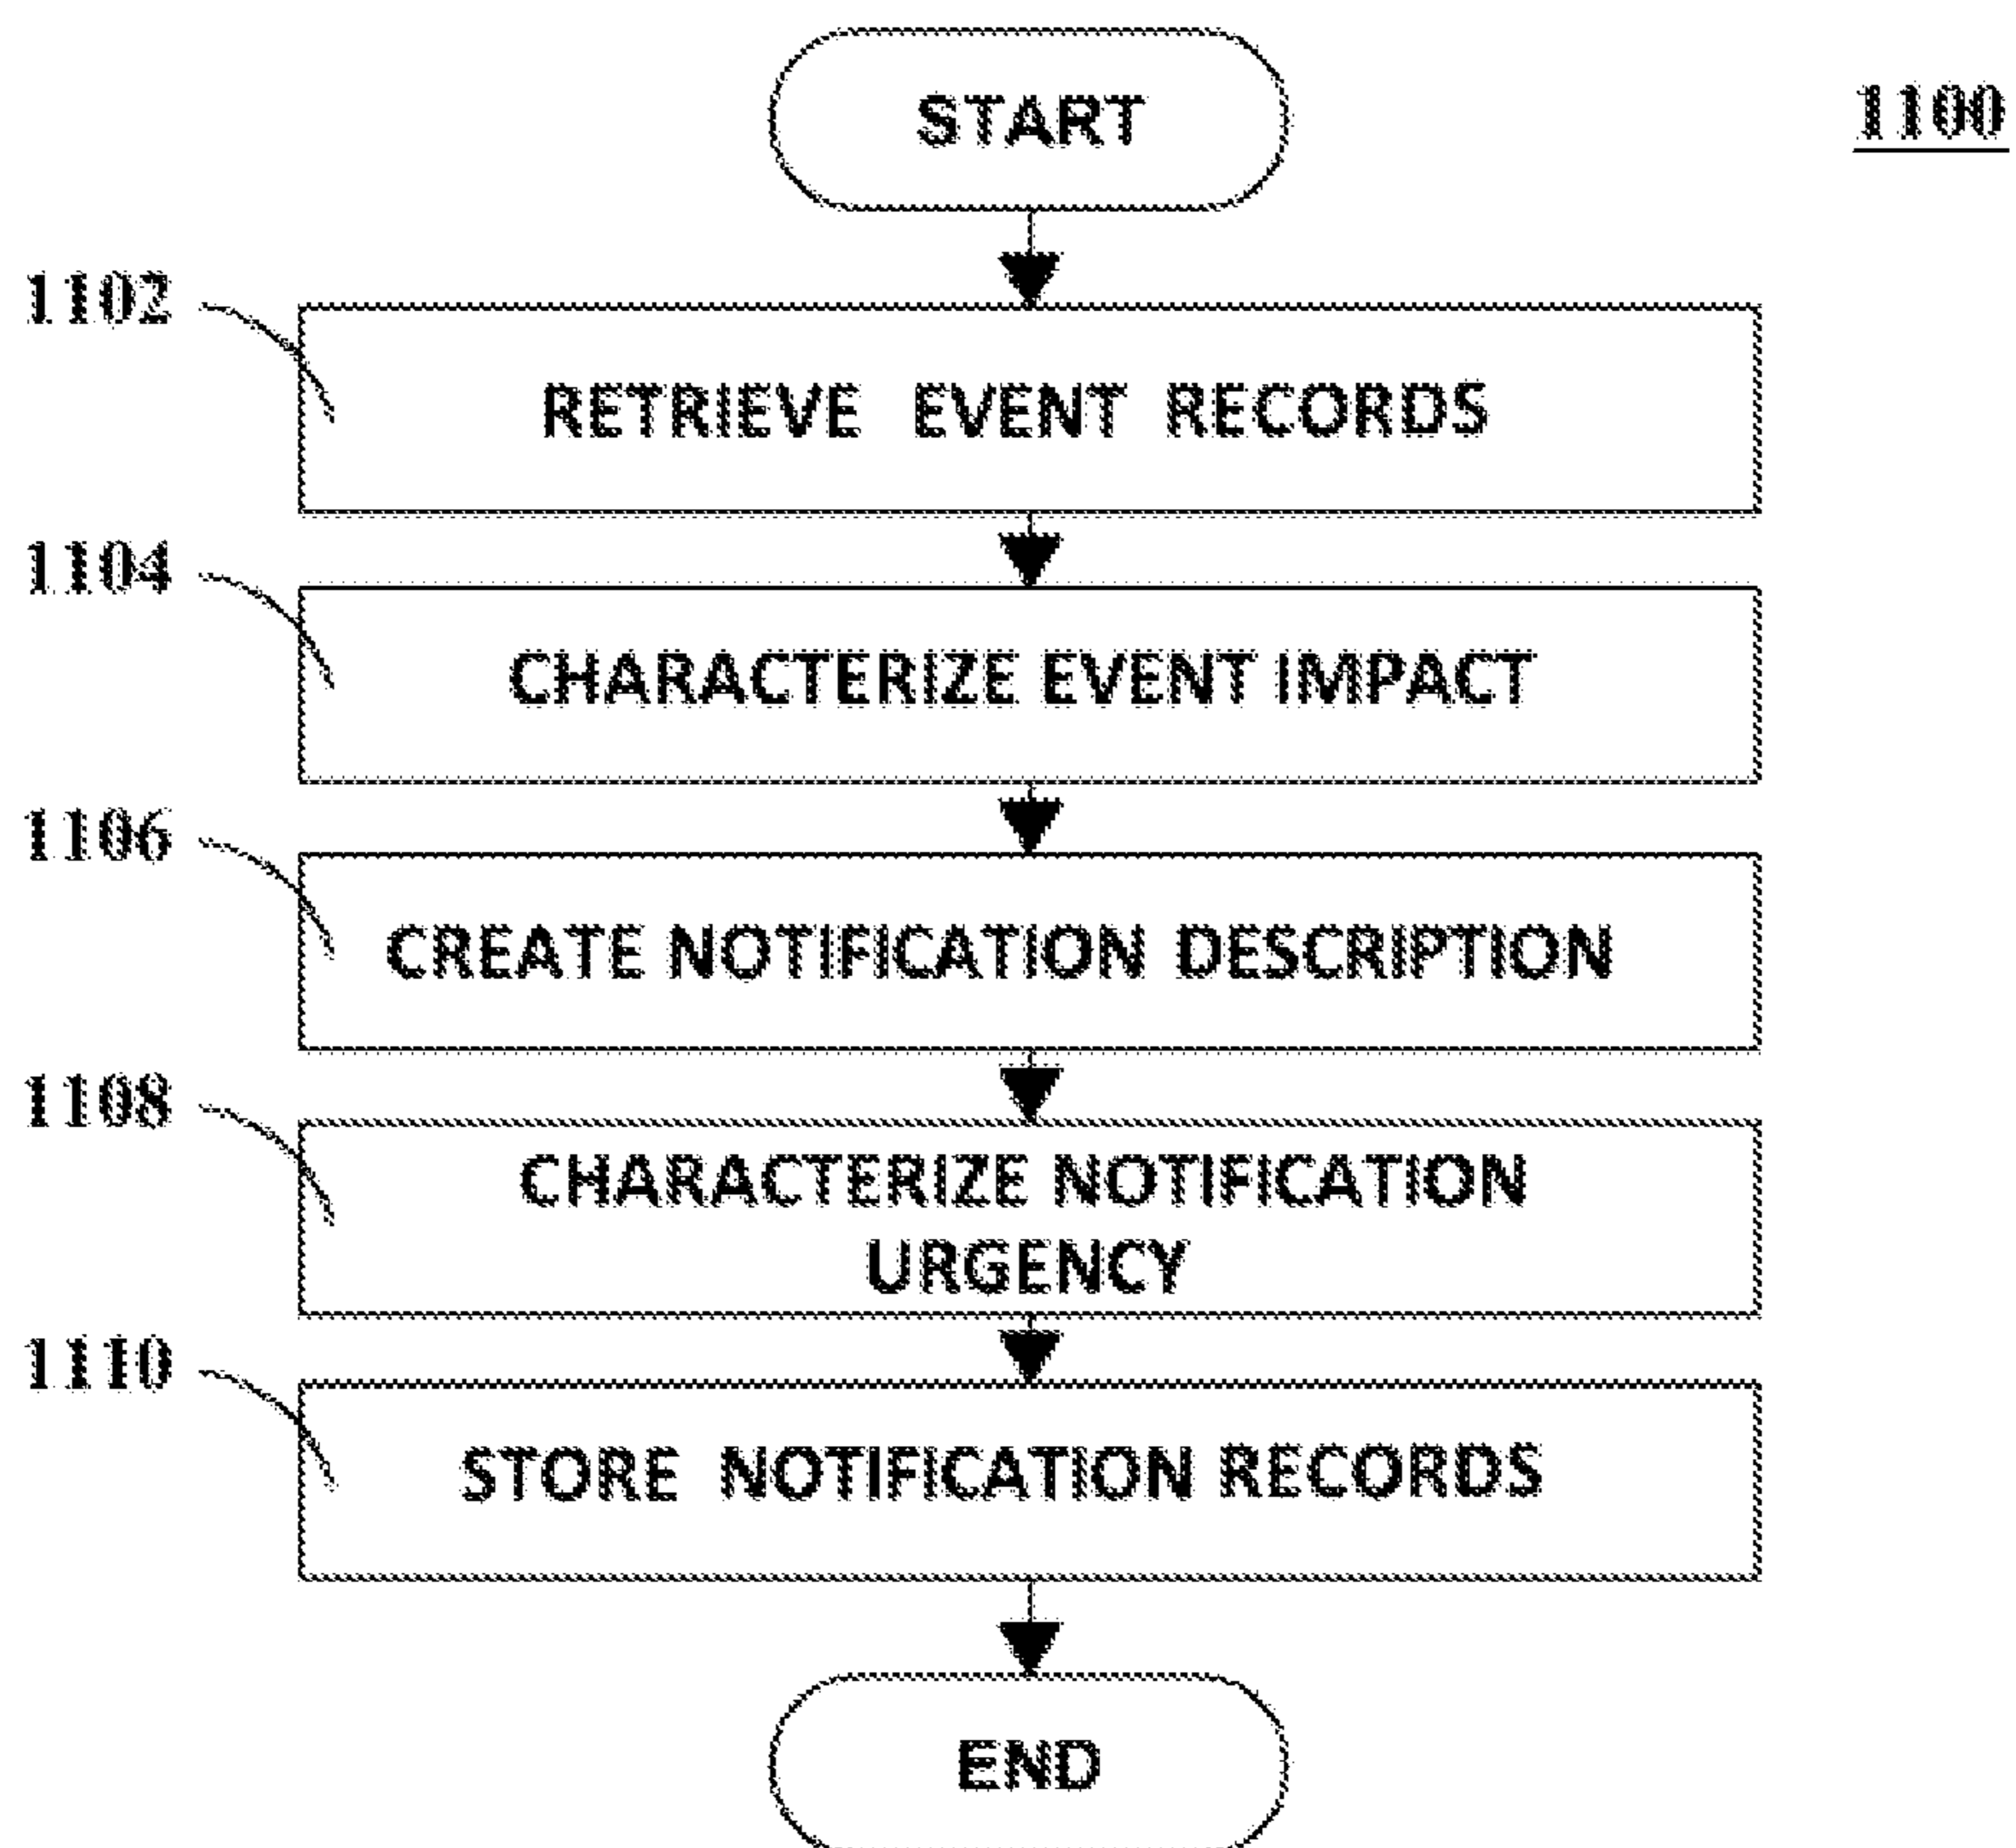 START
1100
1102
RETRIEVE EVENT RECORDS
1104
CHARACTERIZE EVENT IMPACT
1106
CREATE NOTIFICATION DESCRIPTION
1108
CHARACTERIZE NOTIFICATION
URGENCY
1110
STORE NOTIFICATION RECORDS
END